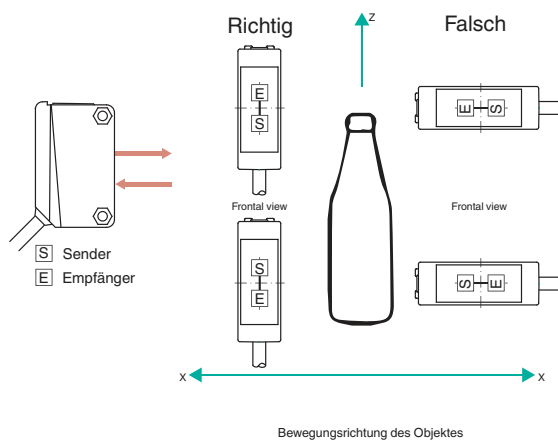 Richtig
Falsch
z
E
S
E
S
Frontal view
Frontal view
S Sender
E Empfänger
S
E
S
E
x
x
Bewegungsrichtung des Objektes